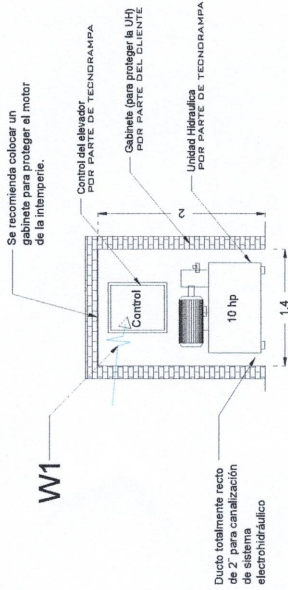 Se recomienda colocar un
gabinete para proteger el motor
de la intemperie.
W1
Control del elevador
POR PARTE DE TECNORAMPA
Gabinete (para proteger la UH)
POR PARTE DEL CLIENTE
Unidad Hidraulica
POR PARTE DE TECNORAMPA
Control
10 hp
2
1.4
Ducto totalmente recto
de 2" para canalización
de sistema
electrohidráulico